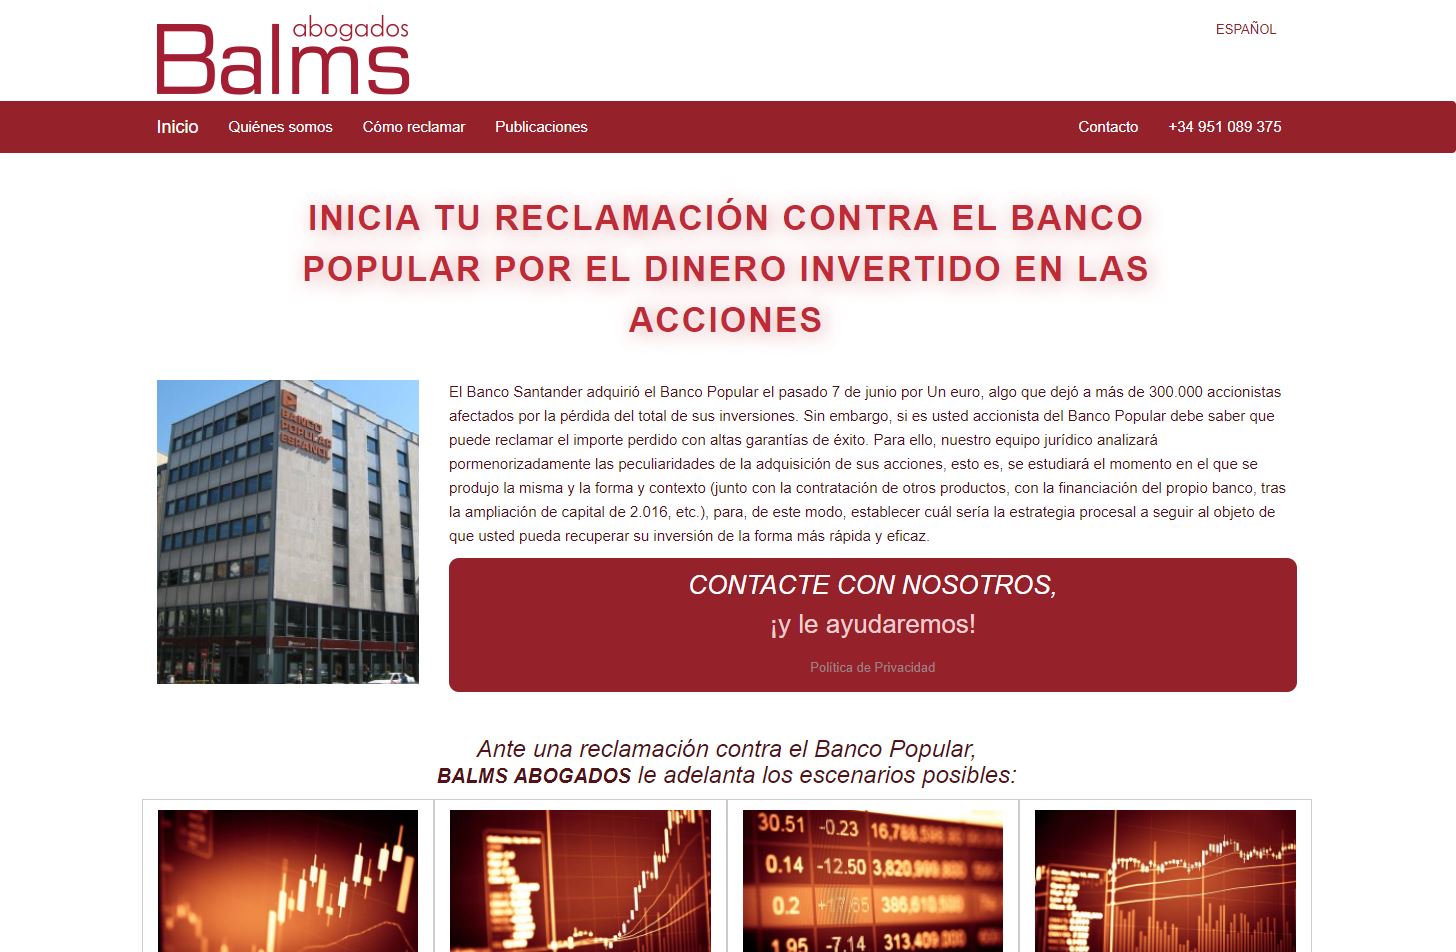 abogados
Balms
ESPAÑOL
Inicio Quiénes somos Cómo reclamar Publicaciones Contacto +34 951 089 375
INICIA TU RECLAMACIÓN CONTRA EL BANCO
POPULAR POR EL DINERO INVERTIDO EN LAS
ACCIONES
BANCO
POPULAR
ESPAÑOL
El Banco Santander adquirió el Banco Popular el pasado 7 de junio por Un euro, algo que dejó a más de 300.000 accionistas
afectados por la pérdida del total de sus inversiones. Sin embargo, si es usted accionista del Banco Popular debe saber que
puede reclamar el importe perdido con altas garantías de éxito. Para ello, nuestro equipo jurídico analizará
pormenorizadamente las peculiaridades de la adquisición de sus acciones, esto es, se estudiará el momento en el que se
produjo la misma y la forma y contexto (junto con la contratación de otros productos, con la financiación del propio banco, tras
la ampliación de capital de 2.016, etc.), para, de este modo, establecer cuál sería la estrategia procesal a seguir al objeto de
que usted pueda recuperar su inversión de la forma más rápida y eficaz.
CONTACTE CON NOSOTROS,
¡y le ayudaremos!
Política de Privacidad
Ante una reclamación contra el Banco Popular,
BALMS ABOGADOS le adelanta los escenarios posibles:
30.51 -0.23
0.14 -12.50
0.2 +17.65
1.95 -7.14